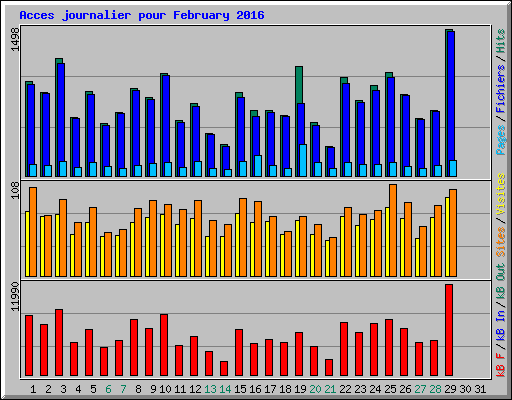 Acces journalier pour February 2016
1498
Pages / Fichiers / Hits
108
Sites / Visites
11990
kB F / kB In / kB Out
1 2 3 4 5 6 7 8 9 10 11 12 13 14 15 16 17 18 19 20 21 22 23 24 25 26 27 28 29 30 31